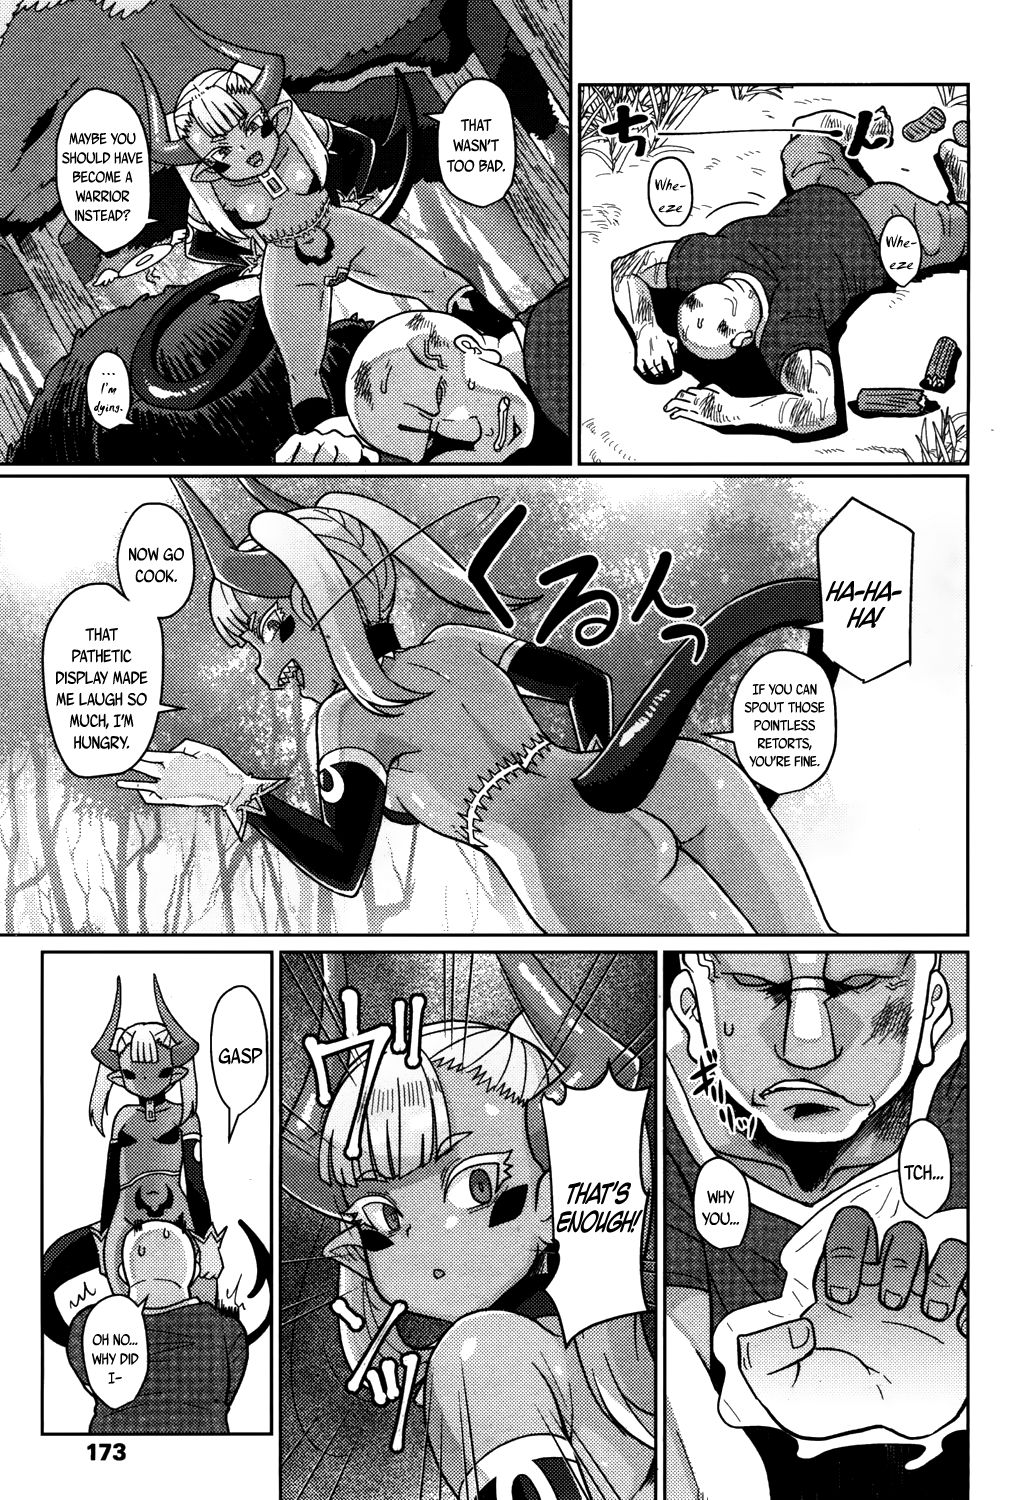 ち
ん
Whe-
eze
Whe-
eze
THAT
WASN'T
TOO BAD.
MAYBE YOU
SHOULD HAVE
BECOME A
WARRIOR
INSTEAD?
...
I'm
dying.
HA-HA-
HA!
IF YOU CAN
SPOUT THOSE
POINTLESS
RETORTS,
YOU'RE FINE.
くるんっ
NOW GO
COOK.
THAT
PATHETIC
DISPLAY MADE
ME LAUGH SO
MUCH, I'M
HUNGRY.
TCH...
WHY
YOU...
THAT'S
ENOUGH!
GASP
OH NO...
WHY DID
I-
173